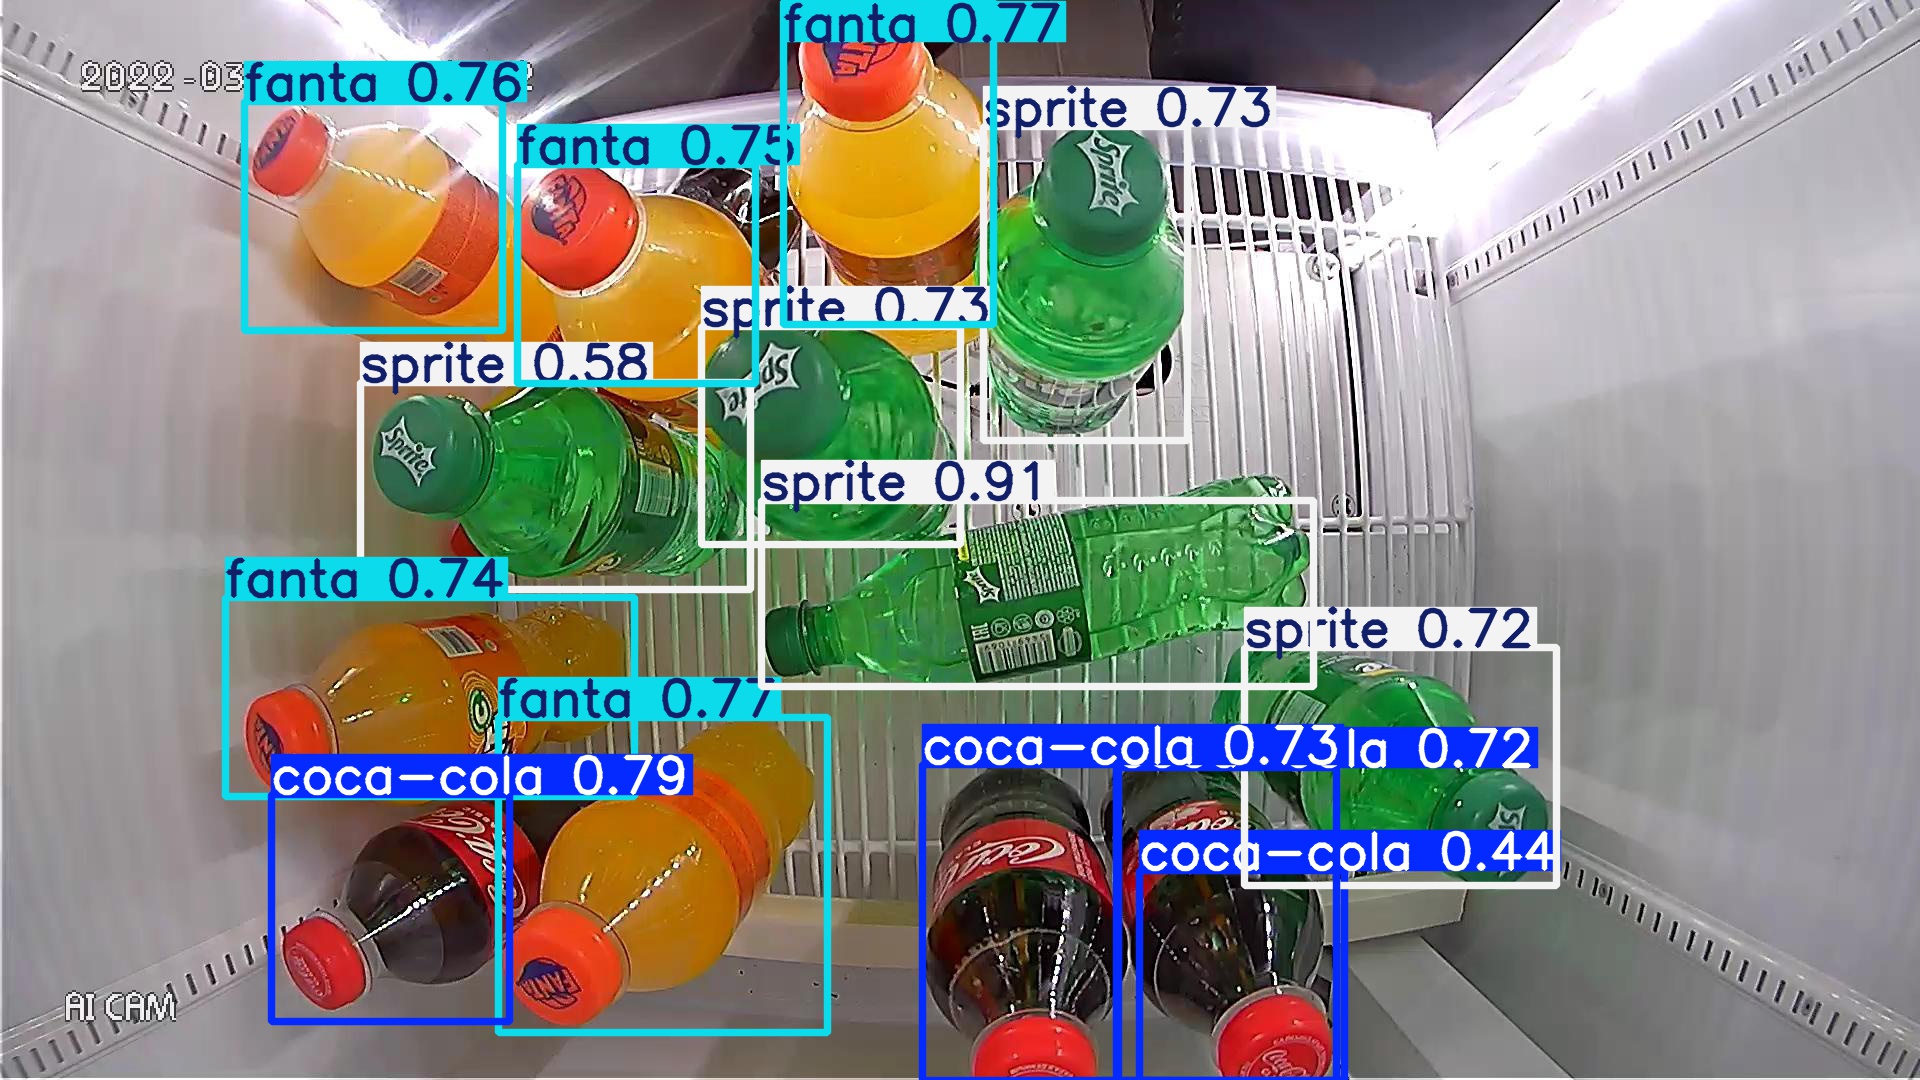 fanta 0.77
2022-03
fanta 0.76
sprite 0.73
fanta 0.75
Sprite
sprite 0.73
sprite 0.58
Sprite
sprite 0.91
fanta 0.74
Sprite
sprite 0.72
fanta 0.77
coca-cola 0.73
la 0.72
coca-cola 0.79
coca-cola 0.44
Coca
FANTA
AI CAM